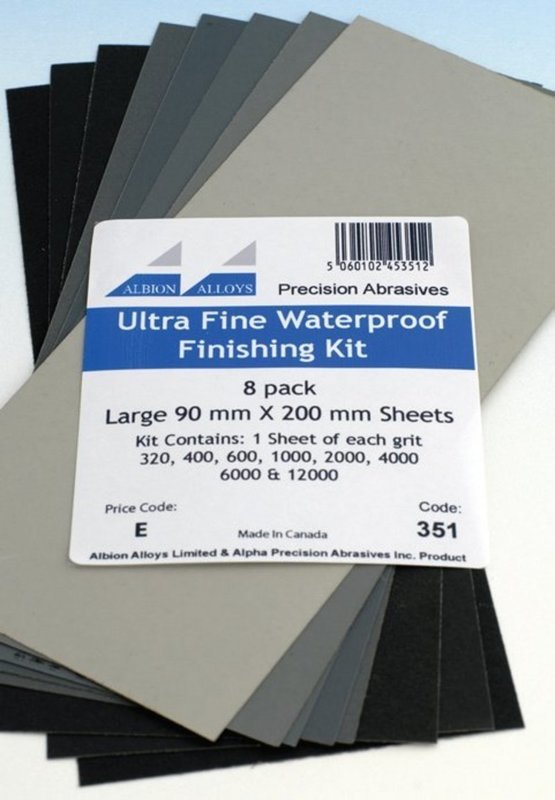 5 060102 453512
ALBION ALLOYS
Precision Abrasives
Ultra Fine Waterproof
Finishing Kit
8 pack
Large 90 mm X 200 mm Sheets
Kit Contains: 1 Sheet of each grit
320, 400, 600, 1000, 2000, 4000
6000 & 12000
Price Code:
E
Made In Canada
Code:
351
Albion Alloys Limited & Alpha Precision Abrasives Inc. Product